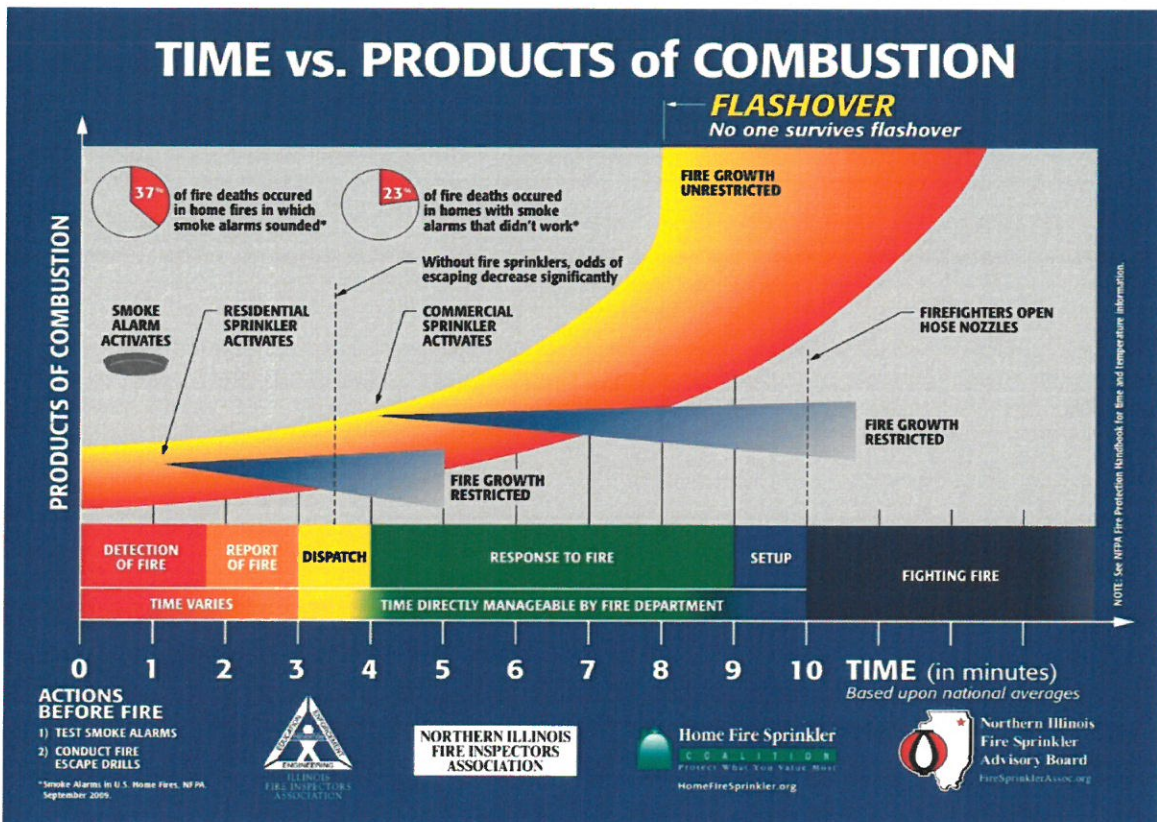 TIME vs. PRODUCTS of COMBUSTION
FLASHOVER
No one survives flashover
PRODUCTS OF COMBUSTION
37%
of fire deaths occured
in home fires in which
smoke alarms sounded*
23%
of fire deaths occured
in homes with smoke
alarms that didn't work*
FIRE GROWTH
UNRESTRICTED
Without fire sprinklers, odds of
escaping decrease significantly
SMOKE
ALARM
ACTIVATES
RESIDENTIAL
SPRINKLER
ACTIVATES
COMMERCIAL
SPRINKLER
ACTIVATES
FIREFIGHTERS OPEN
HOSE NOZZLES
FIRE GROWTH
RESTRICTED
FIRE GROWTH
RESTRICTED
NOTE: See NFPA Fire Protection Handbook for time and temperature information.
DETECTION
OF FIRE
REPORT
OF FIRE
DISPATCH
RESPONSE TO FIRE
SETUP
FIGHTING FIRE
TIME VARIES
TIME DIRECTLY MANAGEABLE BY FIRE DEPARTMENT
0 1 2 3 4 5 6 7 8 9 10 TIME (in minutes)
Based upon national averages
ACTIONS
BEFORE FIRE
1) TEST SMOKE ALARMS
2) CONDUCT FIRE
ESCAPE DRILLS
*Smoke Alarms in U.S. Home Fires, NFPA,
September 2009.
EDUCATION
ENFORCEMENT
ENGINEERING
ILLINOIS
FIRE INSPECTORS
ASSOCIATION
NORTHERN ILLINOIS
FIRE INSPECTORS
ASSOCIATION
Home Fire Sprinkler
COALITION
Protect What You Value Most
HomeFireSprinkler.org
Northern Illinois
Fire Sprinkler
Advisory Board
FireSprinklerAssoc.org